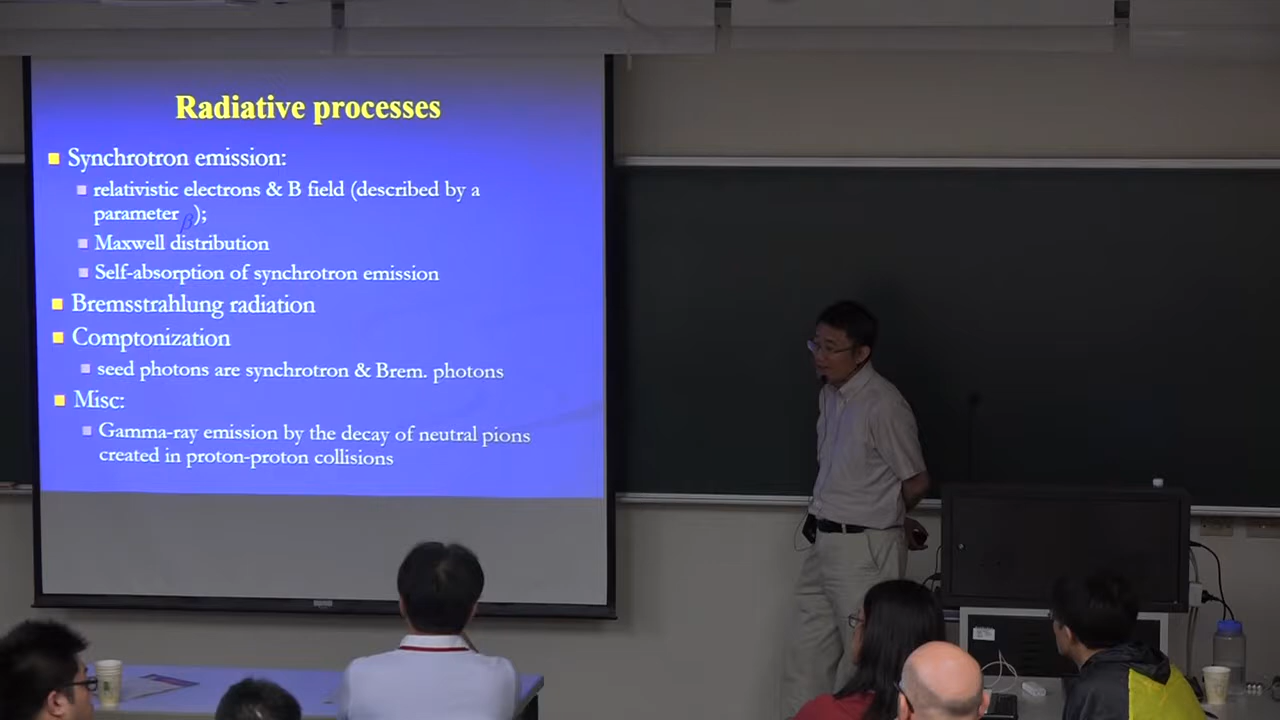 Radiative processes
Synchrotron emission:
relativistic electrons & B field (described by a
parameter β);
Maxwell distribution
Self-absorption of synchrotron emission
Bremsstrahlung radiation
Comptonization
seed photons are synchrotron & Brem. photons
Misc:
Gamma-ray emission by the decay of neutral pions
created in proton-proton collisions